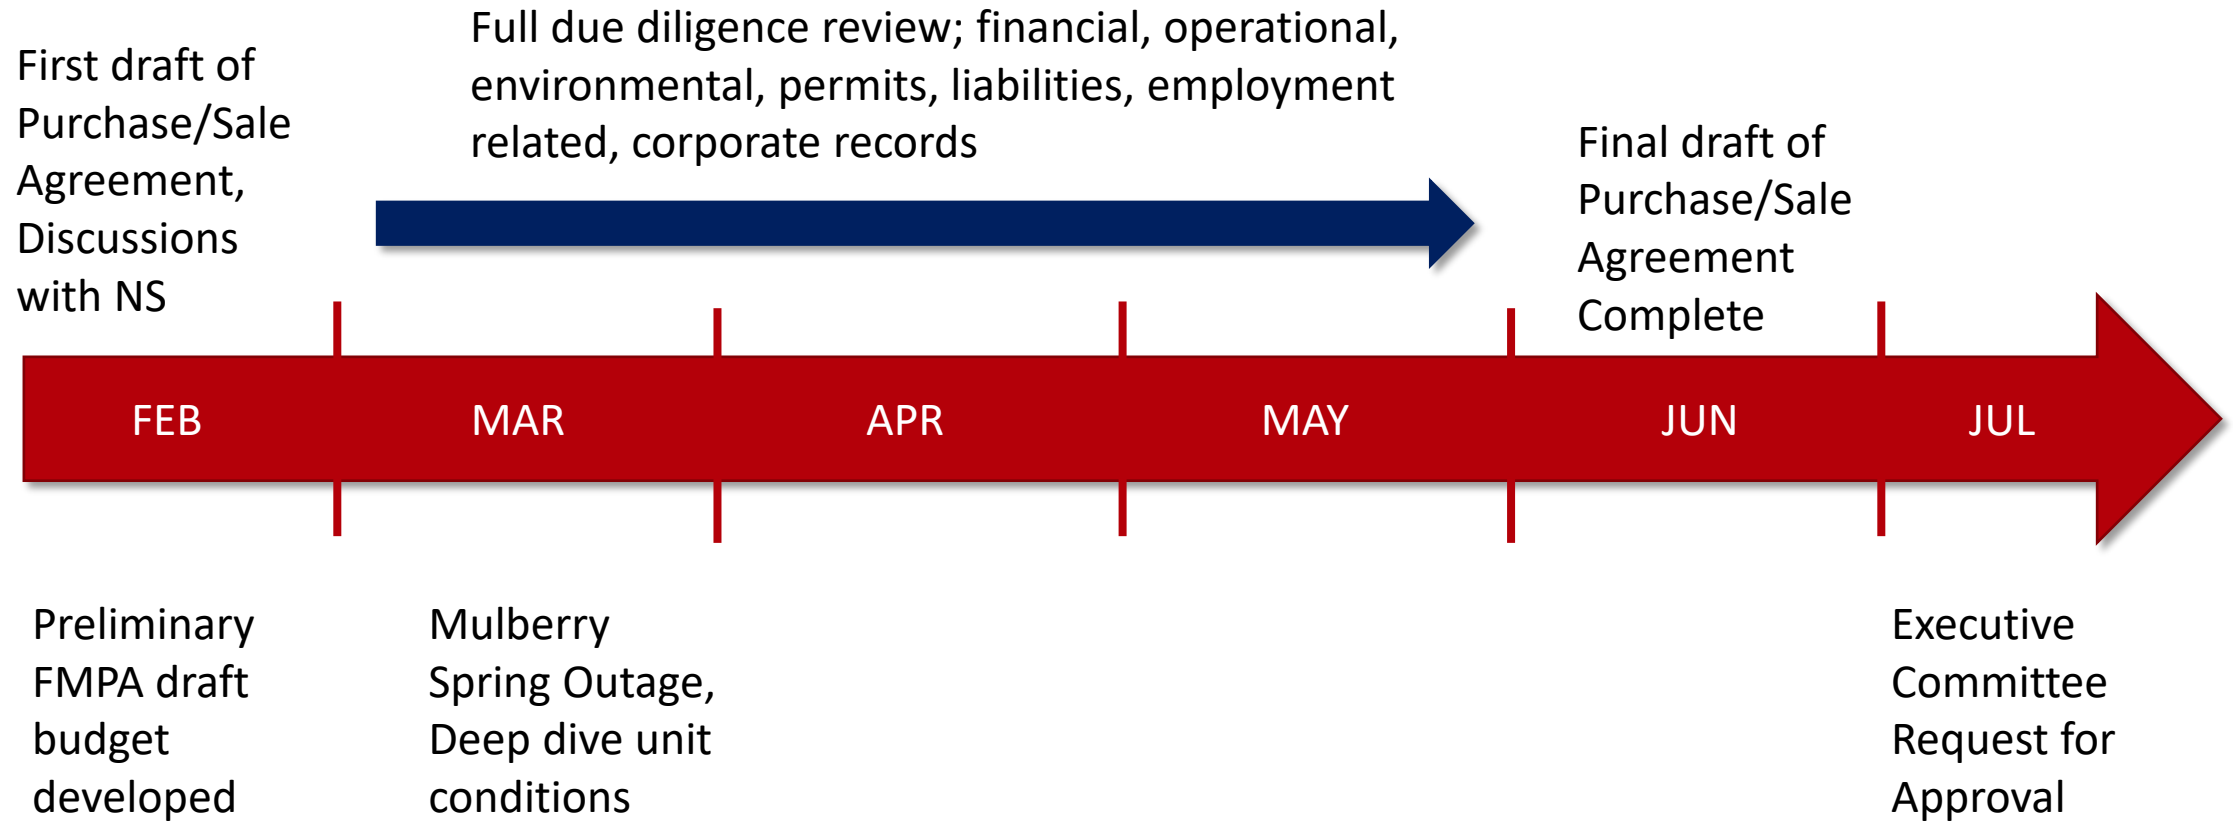 First draft of
Purchase/Sale
Agreement,
Discussions
with NS
Full due diligence review; financial, operational,
environmental, permits, liabilities, employment
related, corporate records
Final draft of
Purchase/Sale
Agreement
Complete
FEB
MAR
APR
MAY
JUN
JUL
Preliminary
FMPA draft
budget
developed
Mulberry
Spring Outage,
Deep dive unit
conditions
Executive
Committee
Request for
Approval